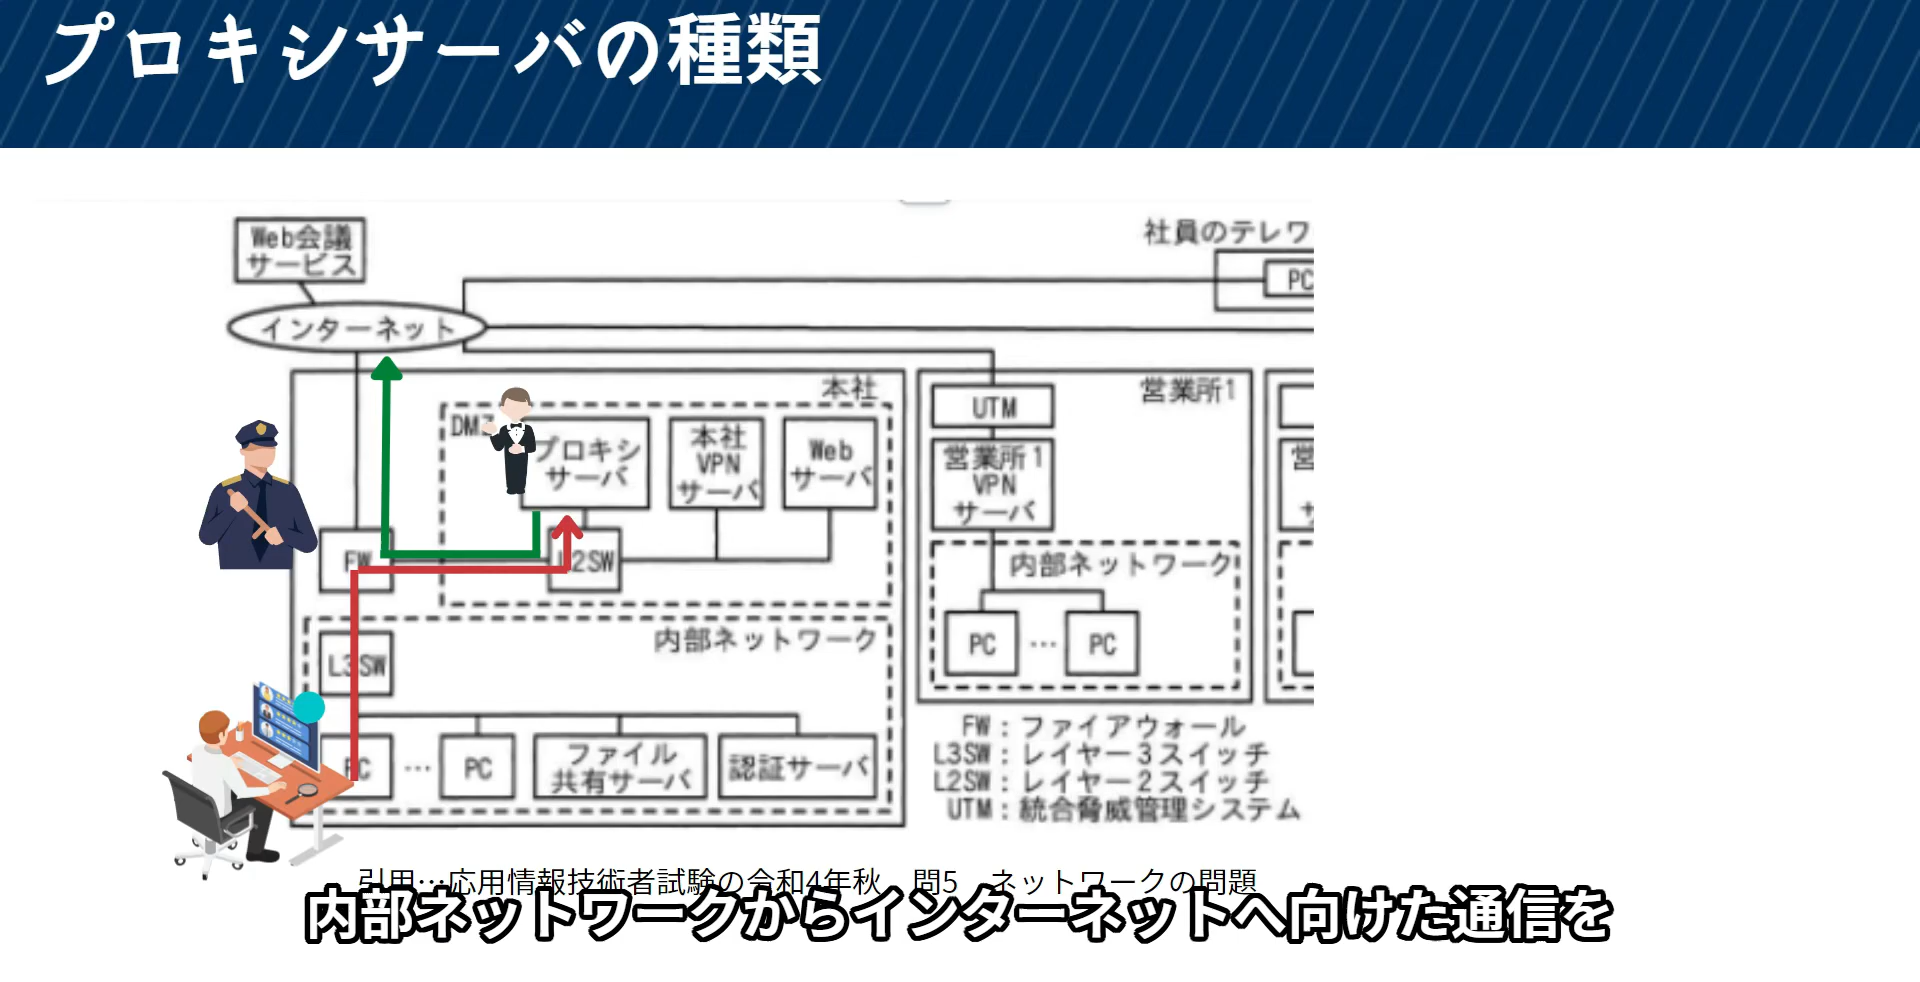 プロキシサーバの種類
Web会議
サービス
インターネット
社員のテレワ
PC
本社
DMZ
プロキシ
サーバ
本社
VPN
サーバ
Web
サーバ
FW
L2SW
内部ネットワーク
L3SW
PC
…
PC
ファイル
共有サーバ
認証サーバ
営業所1
UTM
営業所1
VPN
サーバ
内部ネットワーク
PC
…
PC
営
サ
FW：ファイアウォール
L3SW：レイヤー3スイッチ
L2SW：レイヤー2スイッチ
UTM：統合脅威管理システム
引用…応用情報技術者試験の令和4年秋　問5　ネットワークの問題
内部ネットワークからインターネットへ向けた通信を